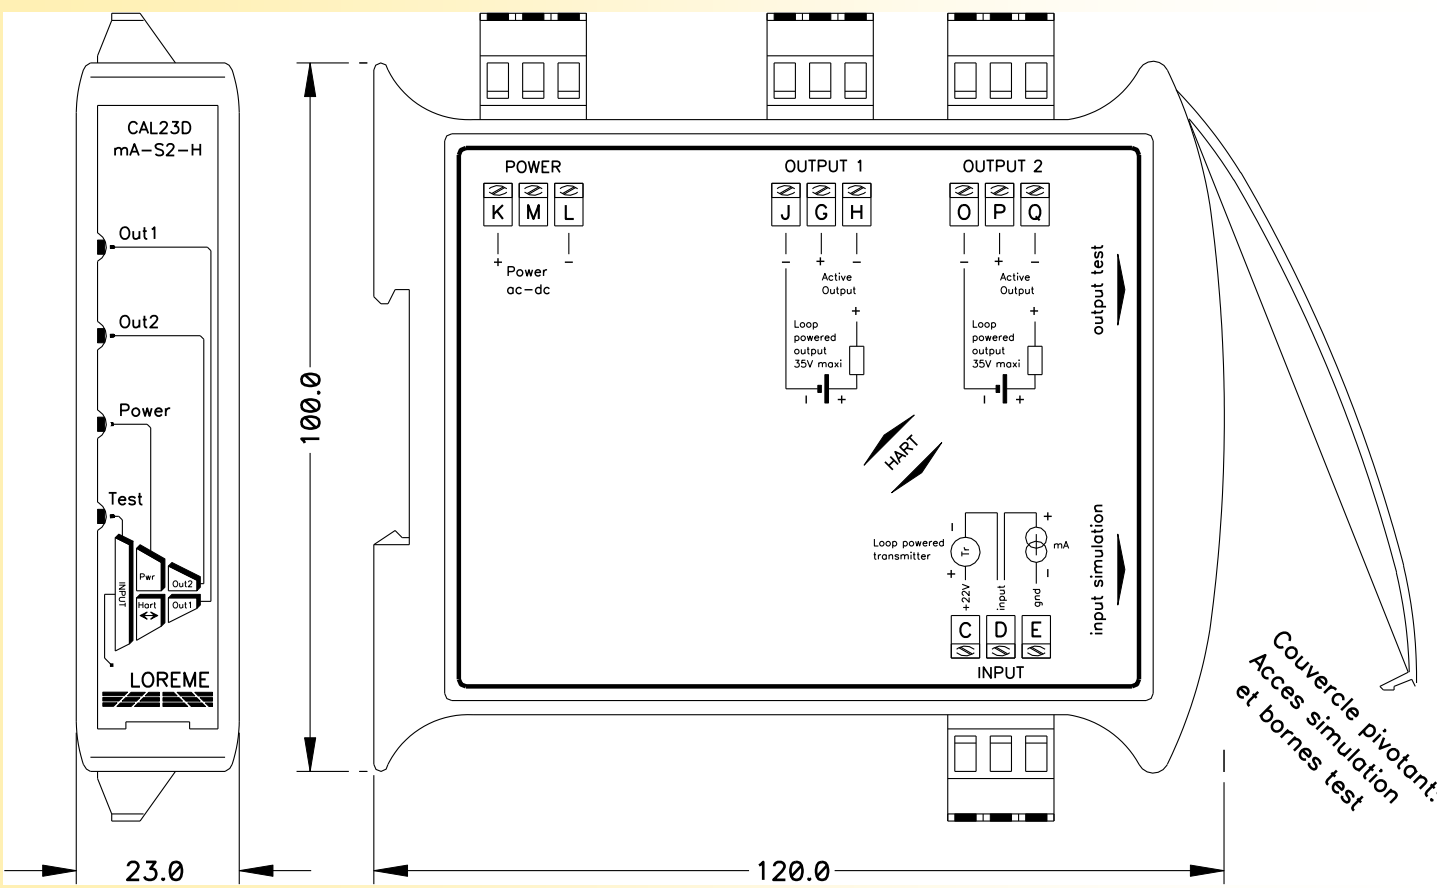 CAL23D
mA-S2-H
Out1
Out2
Power
Test
INPUT
Pwr
Out2
Hart
Out1
LOREME
23.0
100.0
120.0
POWER
K M L
+ -
Power
ac-dc
OUTPUT 1
J G H
- + -
Active
Output
+
Loop
powered
output
35V maxi
- +
OUTPUT 2
O P Q
- + -
Active
Output
+
Loop
powered
output
35V maxi
- +
output test
HART
input simulation
Loop powered
transmitter
- +
Tr
+ -
mA
+22V
input
gnd
C D E
INPUT
Couvercle pivotant.
Acces simulation
et bornes test